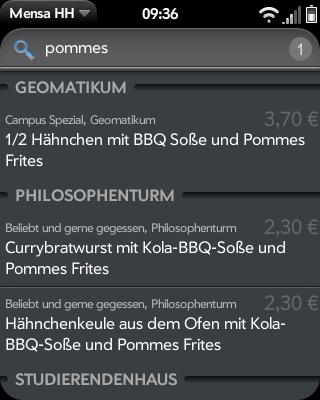 Mensa HH
09:36
pommes
1
GEOMATIKUM
Campus Spezial, Geomatikum
3,70 €
1/2 Hähnchen mit BBQ Soße und Pommes
Frites
PHILOSOPHENTURM
Beliebt und gerne gegessen, Philosophenturm
2,30 €
Currybratwurst mit Kola-BBQ-Soße und
Pommes Frites
Beliebt und gerne gegessen, Philosophenturm
2,30 €
Hähnchenkeule aus dem Ofen mit Kola-
BBQ-Soße und Pommes Frites
STUDIERENDENHAUS